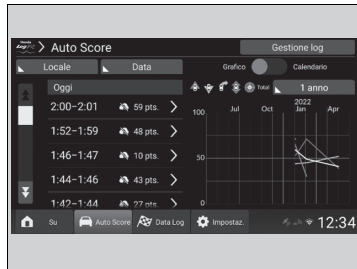 Honda
Log R
Auto Score
Gestione log
Locale
Data
Grafico
Calendario
Oggi
Total
1 anno
2:00–2:01 59 pts.
1:52–1:59 48 pts.
1:46–1:47 10 pts.
1:44–1:46 43 pts.
1:42–1:44 27 pts.
2022
Jul Oct Jan Apr
100
50
0
Su
Auto Score
Data Log
Impostaz.
12:34